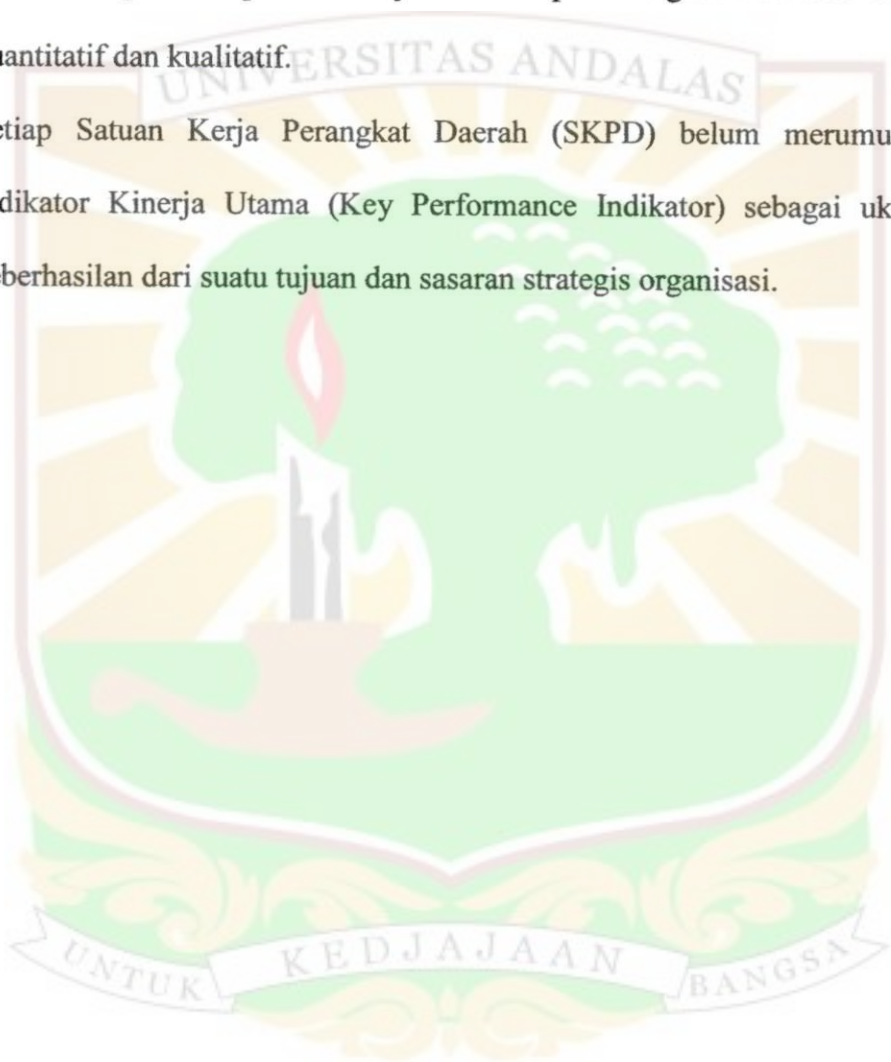 uantitatif dan kualitatif.
UNIVERSITAS ANDALAS
etiap Satuan Kerja Perangkat Daerah (SKPD) belum merumu
dikator Kinerja Utama (Key Performance Indikator) sebagai uk
berhasilan dari suatu tujuan dan sasaran strategis organisasi.
UNTUK KEDJAJAAN BANGSA